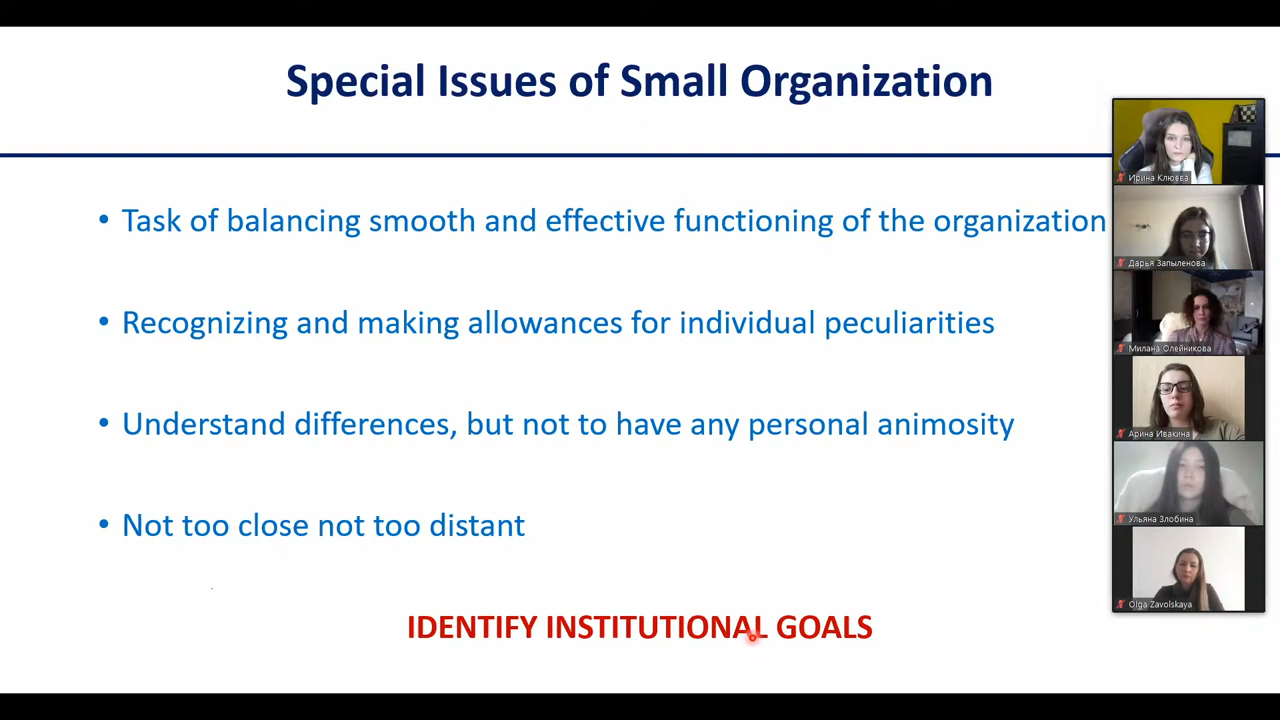 Special Issues of Small Organization
• Task of balancing smooth and effective functioning of the organization
• Recognizing and making allowances for individual peculiarities
• Understand differences, but not to have any personal animosity
• Not too close not too distant
IDENTIFY INSTITUTIONAL GOALS
Ирина Клюева
Дарья Запыленова
Милана Олейникова
Арина Ивакина
Ульяна Злобина
Olga Zavolskaya